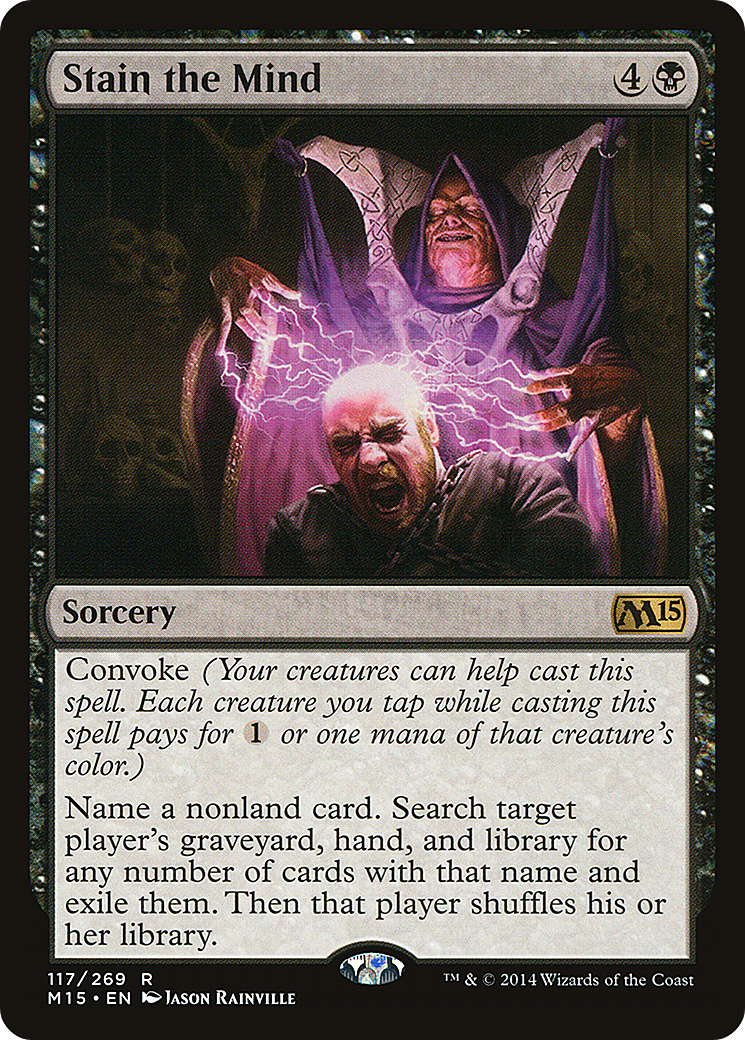 Stain the Mind 4
Sorcery M15
Convoke (Your creatures can help cast this
spell. Each creature you tap while casting this
spell pays for 1 or one mana of that creature's
color.)
Name a nonland card. Search target
player's graveyard, hand, and library for
any number of cards with that name and
exile them. Then that player shuffles his or
her library.
117/269 R
M15 • EN Jason Rainville
™ & © 2014 Wizards of the Coast